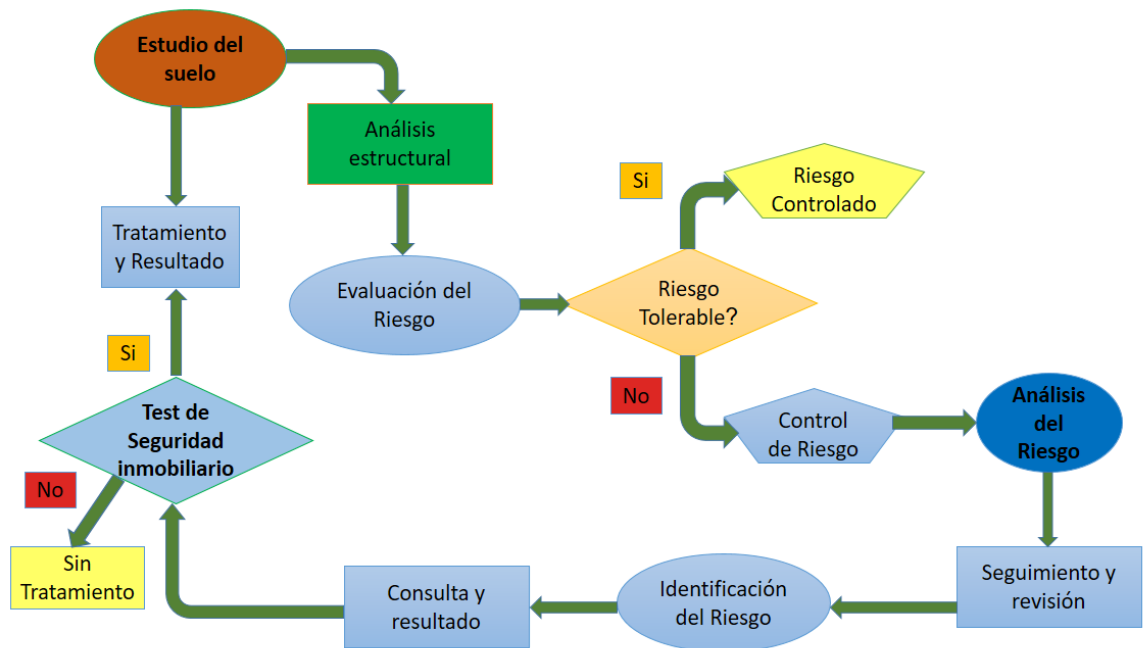 Estudio del
suelo
Análisis
estructural
Si
Riesgo
Controlado
Tratamiento
y Resultado
Evaluación del
Riesgo
Riesgo
Tolerable?
Si
No
Control
de Riesgo
Análisis
del
Riesgo
Test de
Seguridad
inmobiliario
No
Sin
Tratamiento
Consulta y
resultado
Identificación
del Riesgo
Seguimiento y
revisión